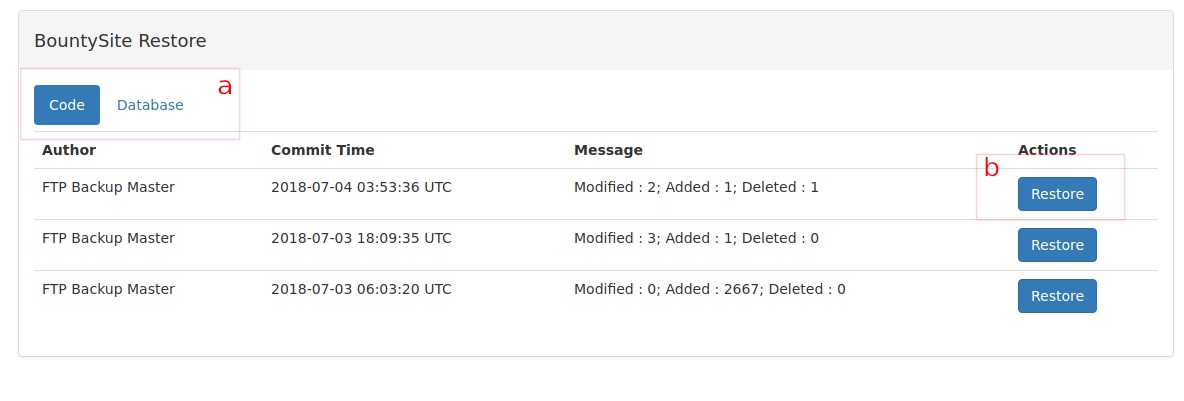 BountySite Restore
a
Code Database
Author Commit Time Message Actions
b
FTP Backup Master 2018-07-04 03:53:36 UTC Modified : 2; Added : 1; Deleted : 1 Restore
FTP Backup Master 2018-07-03 18:09:35 UTC Modified : 3; Added : 1; Deleted : 0 Restore
FTP Backup Master 2018-07-03 06:03:20 UTC Modified : 0; Added : 2667; Deleted : 0 Restore